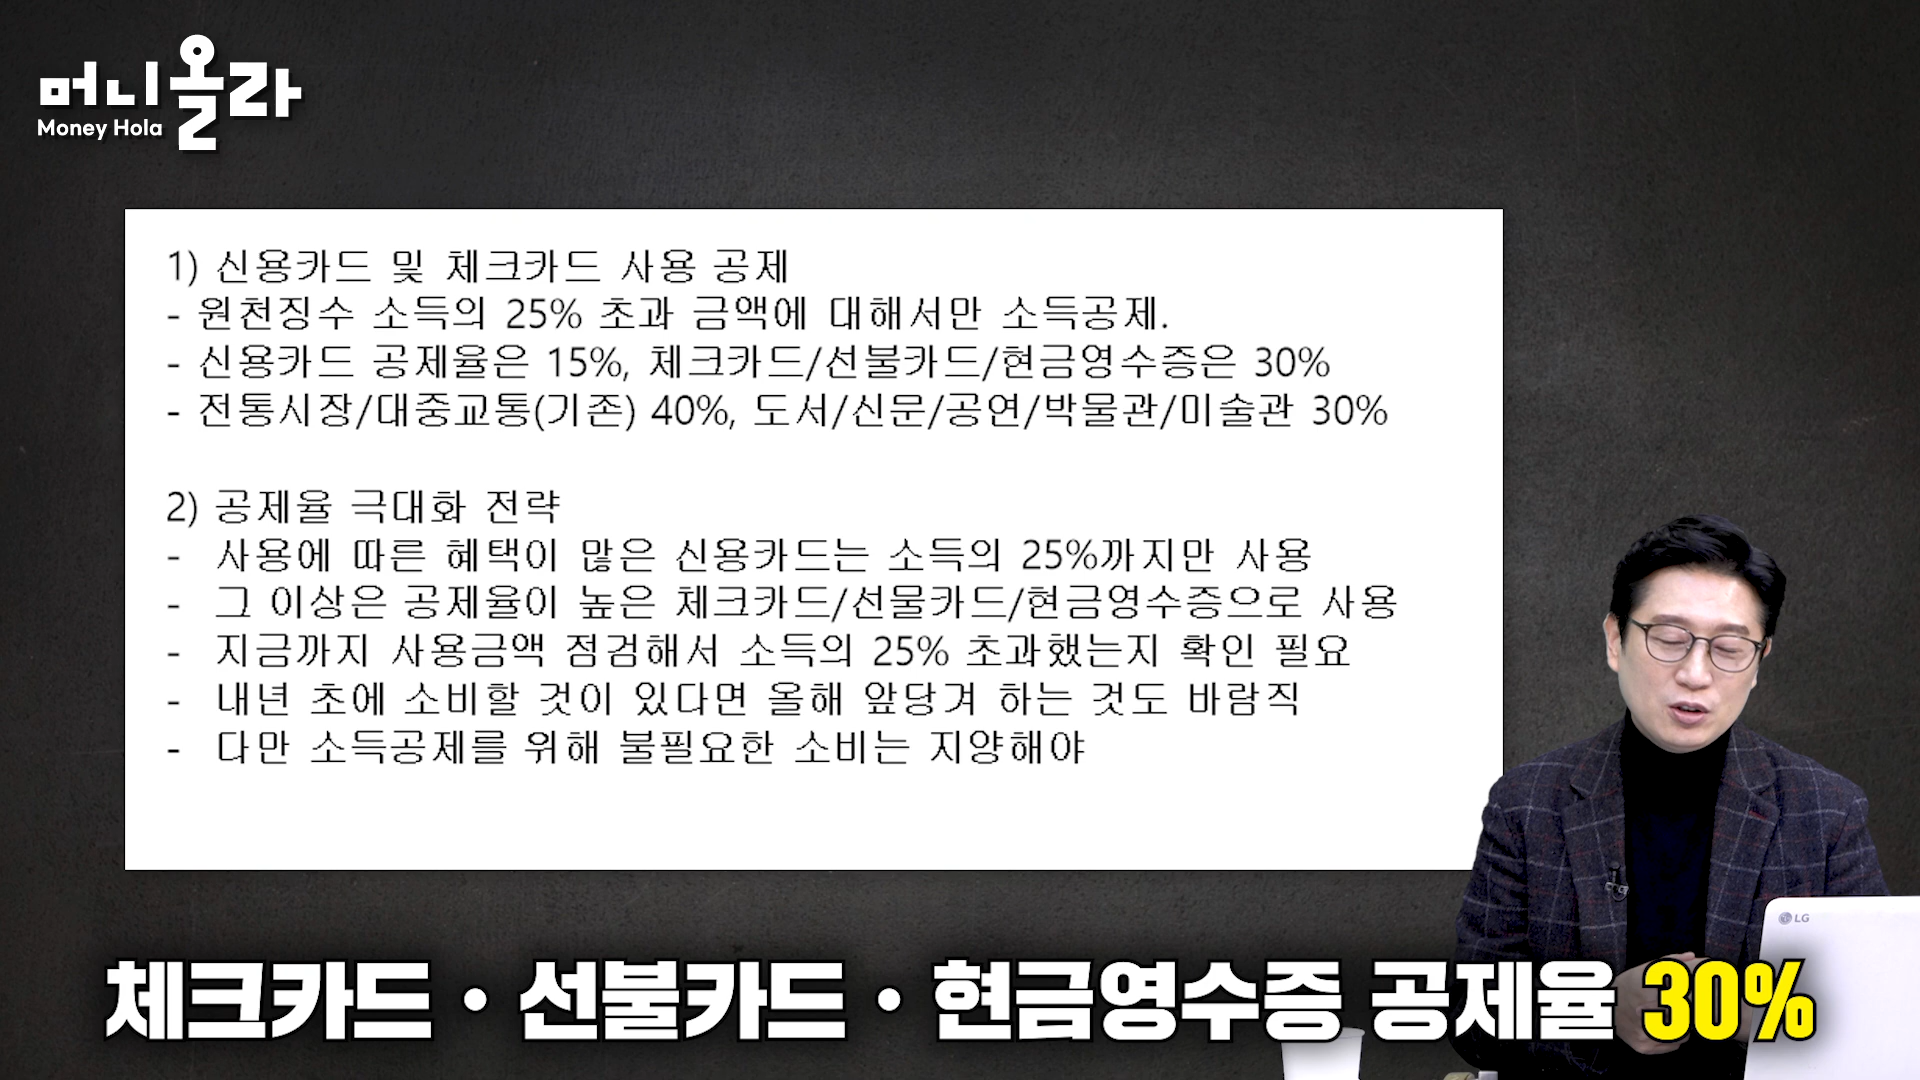 머니올라
Money Hola
1) 신용카드 및 체크카드 사용 공제
- 원천징수 소득의 25% 초과 금액에 대해서만 소득공제.
- 신용카드 공제율은 15%, 체크카드/선불카드/현금영수증은 30%
- 전통시장/대중교통(기존) 40%, 도서/신문/공연/박물관/미술관 30%
2) 공제율 극대화 전략
- 사용에 따른 혜택이 많은 신용카드는 소득의 25%까지만 사용
- 그 이상은 공제율이 높은 체크카드/선물카드/현금영수증으로 사용
- 지금까지 사용금액 점검해서 소득의 25% 초과했는지 확인 필요
- 내년 초에 소비할 것이 있다면 올해 앞당겨 하는 것도 바람직
- 다만 소득공제를 위해 불필요한 소비는 지양해야
LG
체크카드 • 선불카드 • 현금영수증 공제율 30%